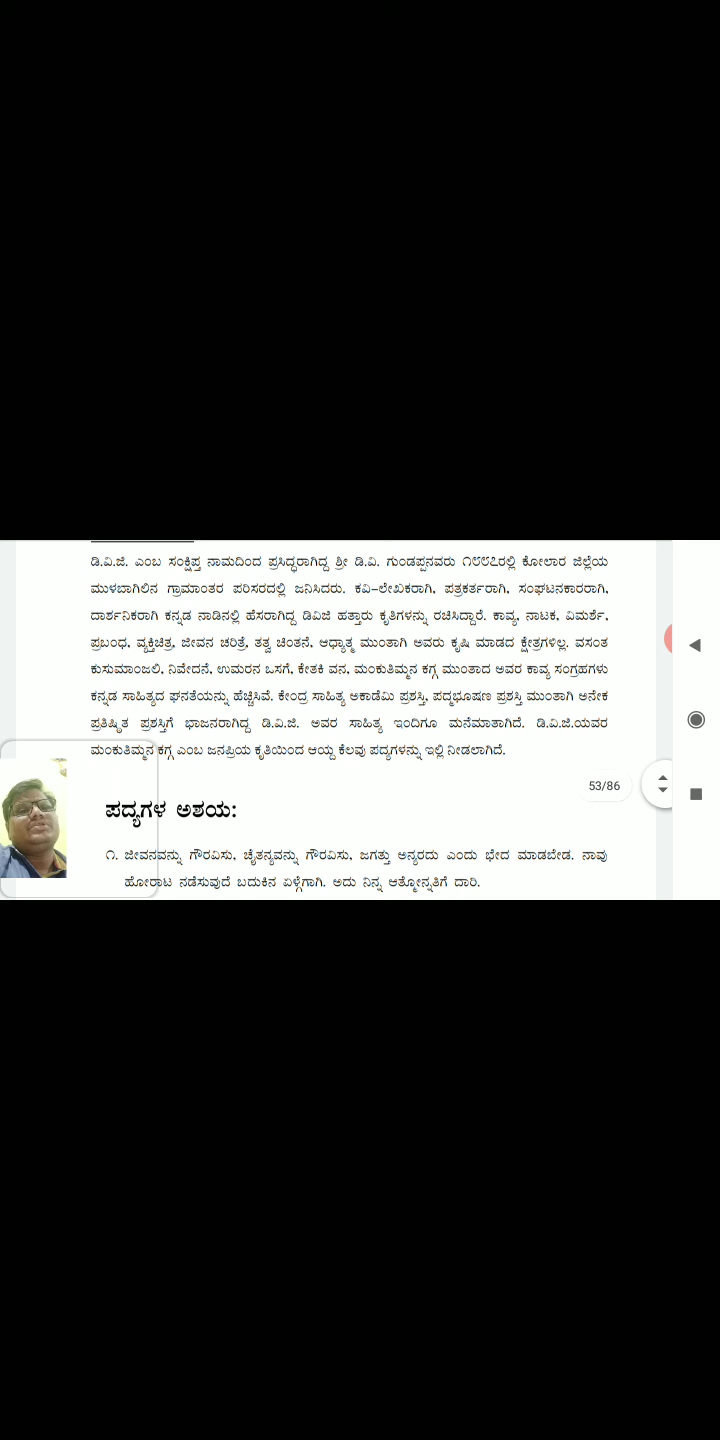 ಡಿ.ವಿ.ಜಿ. ಎಂಬ ಸಂಕ್ಷಿಪ್ತ ನಾಮದಿಂದ ಪ್ರಸಿದ್ಧರಾಗಿದ್ದ ಶ್ರೀ ಡಿ.ವಿ. ಗುಂಡಪ್ಪನವರು ೧೮೮೭ರಲ್ಲಿ ಕೋಲಾರ ಜಿಲ್ಲೆಯ
ಮುಳಬಾಗಿಲಿನ ಗ್ರಾಮಾಂತರ ಪರಿಸರದಲ್ಲಿ ಜನಿಸಿದರು. ಕವಿ–ಲೇಖಕರಾಗಿ, ಪತ್ರಕರ್ತರಾಗಿ, ಸಂಘಟನಕಾರರಾಗಿ,
ದಾರ್ಶನಿಕರಾಗಿ ಕನ್ನಡ ನಾಡಿನಲ್ಲಿ ಹೆಸರಾಗಿದ್ದ ಡಿವಿಜಿ ಹತ್ತಾರು ಕೃತಿಗಳನ್ನು ರಚಿಸಿದ್ದಾರೆ. ಕಾವ್ಯ, ನಾಟಕ, ವಿಮರ್ಶೆ,
ಪ್ರಬಂಧ, ವ್ಯಕ್ತಿಚಿತ್ರ, ಜೀವನ ಚರಿತ್ರೆ, ತತ್ವ ಚಿಂತನೆ, ಆಧ್ಯಾತ್ಮ ಮುಂತಾಗಿ ಅವರು ಕೃಷಿ ಮಾಡದ ಕ್ಷೇತ್ರಗಳಿಲ್ಲ. ವಸಂತ
ಕುಸುಮಾಂಜಲಿ, ನಿವೇದನೆ, ಉಮರನ ಒಸಗೆ, ಕೇತಕಿ ವನ, ಮಂಕುತಿಮ್ಮನ ಕಗ್ಗ ಮುಂತಾದ ಅವರ ಕಾವ್ಯ ಸಂಗ್ರಹಗಳು
ಕನ್ನಡ ಸಾಹಿತ್ಯದ ಘನತೆಯನ್ನು ಹೆಚ್ಚಿಸಿವೆ. ಕೇಂದ್ರ ಸಾಹಿತ್ಯ ಅಕಾಡೆಮಿ ಪ್ರಶಸ್ತಿ, ಪದ್ಮಭೂಷಣ ಪ್ರಶಸ್ತಿ ಮುಂತಾಗಿ ಅನೇಕ
ಪ್ರತಿಷ್ಠಿತ ಪ್ರಶಸ್ತಿಗೆ ಭಾಜನರಾಗಿದ್ದ ಡಿ.ವಿ.ಜಿ. ಅವರ ಸಾಹಿತ್ಯ ಇಂದಿಗೂ ಮನೆಮಾತಾಗಿದೆ. ಡಿ.ವಿ.ಜಿ.ಯವರ
ಮಂಕುತಿಮ್ಮನ ಕಗ್ಗ ಎಂಬ ಜನಪ್ರಿಯ ಕೃತಿಯಿಂದ ಆಯ್ದ ಕೆಲವು ಪದ್ಯಗಳನ್ನು ಇಲ್ಲಿ ನೀಡಲಾಗಿದೆ.
53/86
ಪದ್ಯಗಳ ಅಶಯ:
೧. ಜೀವನವನ್ನು ಗೌರವಿಸು, ಚೈತನ್ಯವನ್ನು ಗೌರವಿಸು, ಜಗತ್ತು ಅನ್ಯರದು ಎಂದು ಭೇದ ಮಾಡಬೇಡ. ನಾವು
ಹೋರಾಟ ನಡೆಸುವುದೆ ಬದುಕಿನ ಏಳ್ಗೆಗಾಗಿ. ಅದು ನಿನ್ನ ಆತ್ಮೋನ್ನತಿಗೆ ದಾರಿ.